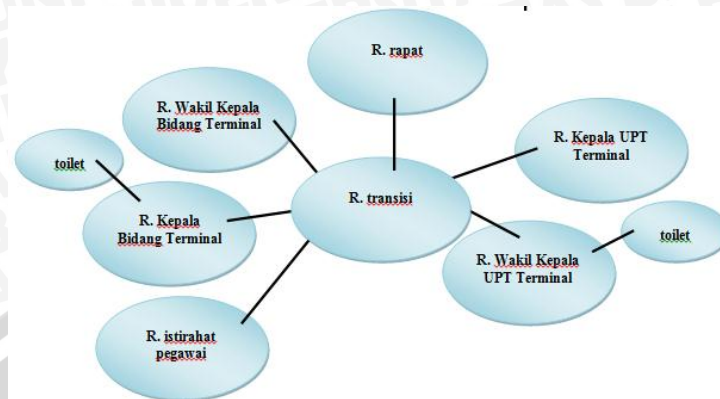 R. rapat
R. Wakil Kepala
Bidang Terminal
R. Kepala UPT
Terminal
toilet
R. transisi
R. Kepala
Bidang Terminal
toilet
R. Wakil Kepala
UPT Terminal
R. istirahat
pegawai